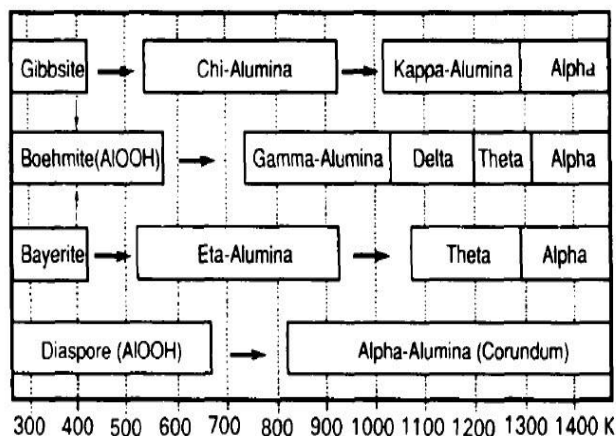 Gibbsite Chi-Alumina Kappa-Alumina Alpha
Boehmite(AlOOH) Gamma-Alumina Delta Theta Alpha
Bayerite Eta-Alumina Theta Alpha
Diaspore (AlOOH) Alpha-Alumina (Corundum)
300 400 500 600 700 800 900 1000 1100 1200 1300 1400 K